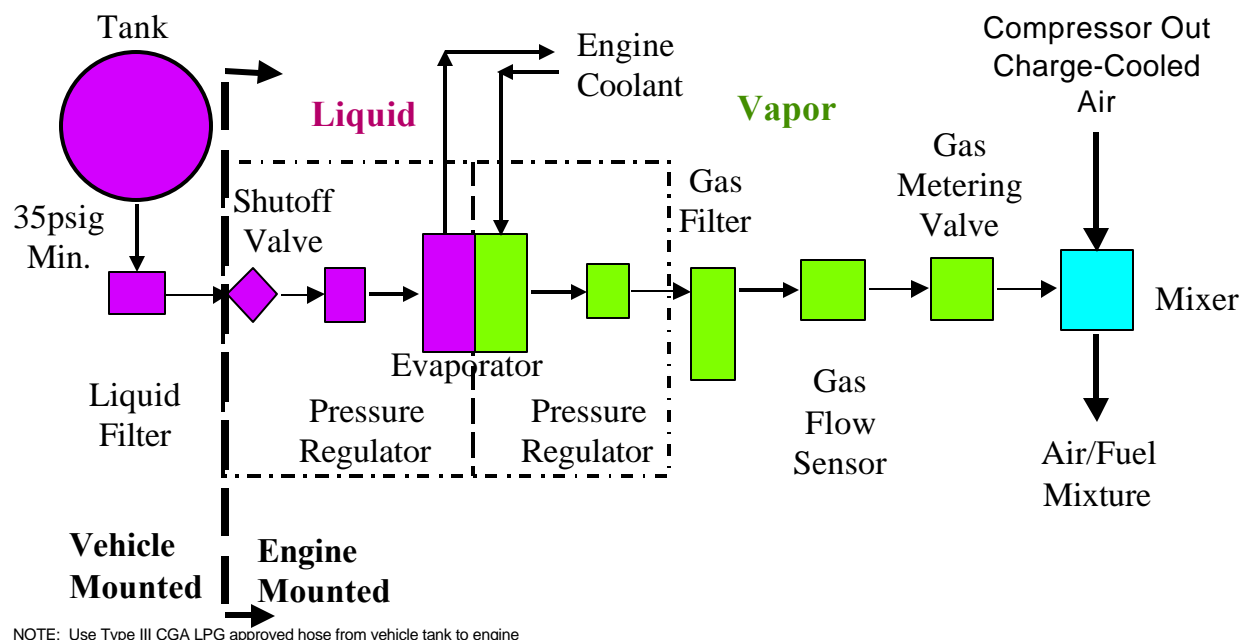 Tank
Compressor Out
Charge-Cooled
Air
Engine
Coolant
Liquid
Vapor
35psig
Min.
Shutoff
Valve
Gas
Filter
Gas
Metering
Valve
Mixer
Evaporator
Liquid
Filter
Pressure
Regulator
Pressure
Regulator
Gas
Flow
Sensor
Air/Fuel
Mixture
Vehicle
Mounted
Engine
Mounted
NOTE: Use Type III CGA LPG approved hose from vehicle tank to engine